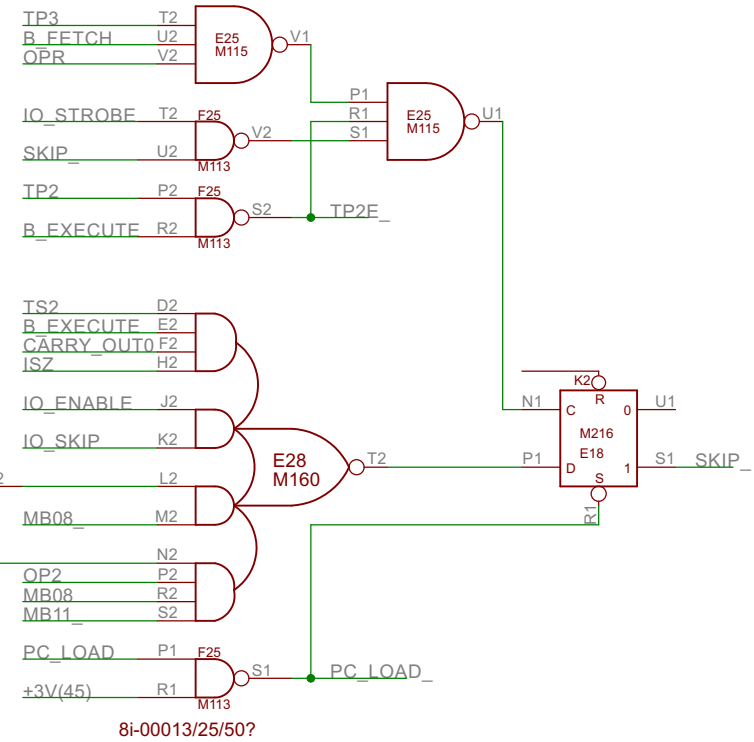 TP3 T2
B_FETCH U2 E25 M115 V1
OPR V2
P1
IO_STROBE T2 F25 R1 E25 M115 U1
V2 S1
SKIP_ U2 M113
TP2 P2 F25
S2 TP2E_
B_EXECUTE R2 M113
TS2 D2
B_EXECUTE E2
CARRY_OUT0 F2
ISZ H2
K2 R
IO_ENABLE J2 N1 C 0 U1
IO_SKIP K2 M216
E28 T2 E18
2 L2 M160 P1 D 1 S1 SKIP_
S
MB08_ M2 R1
N2
OP2 P2
MB08 R2
MB11_ S2
PC_LOAD P1 F25
S1 PC_LOAD_
+3V(45) R1 M113
8i-00013/25/50?